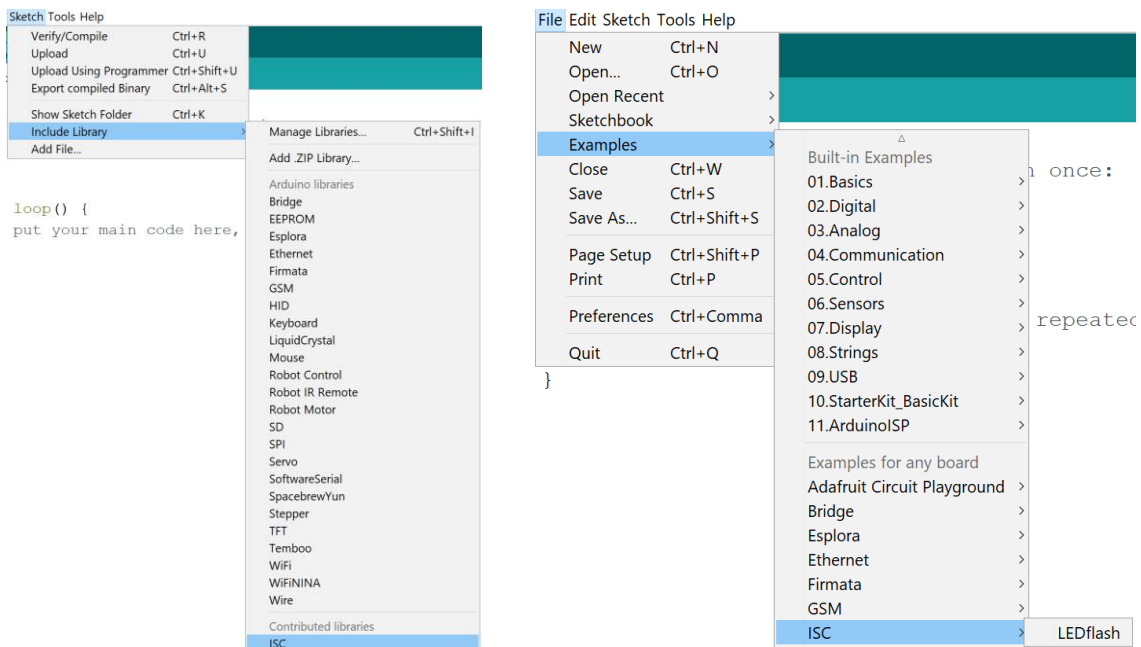 Sketch Tools Help
Verify/Compile Ctrl+R
Upload Ctrl+U
Upload Using Programmer Ctrl+Shift+U
Export compiled Binary Ctrl+Alt+S
Show Sketch Folder Ctrl+K
Include Library
Add File...
Manage Libraries... Ctrl+Shift+I
Add .ZIP Library...
Arduino libraries
Bridge
EEPROM
Esplora
Ethernet
Firmata
GSM
HID
Keyboard
LiquidCrystal
Mouse
Robot Control
Robot IR Remote
Robot Motor
SD
SPI
Servo
SoftwareSerial
SpacebrewYun
Stepper
TFT
Temboo
WiFi
WiFiNINA
Wire
Contributed libraries
ISC
loop() {
put your main code here,
File Edit Sketch Tools Help
New Ctrl+N
Open... Ctrl+O
Open Recent
Sketchbook
Examples
Close Ctrl+W
Save Ctrl+S
Save As... Ctrl+Shift+S
Page Setup Ctrl+Shift+P
Print Ctrl+P
Preferences Ctrl+Comma
Quit Ctrl+Q
}
Built-in Examples
01.Basics
02.Digital
03.Analog
04.Communication
05.Control
06.Sensors
07.Display
08.Strings
09.USB
10.StarterKit_BasicKit
11.ArduinoISP
Examples for any board
Adafruit Circuit Playground
Bridge
Esplora
Ethernet
Firmata
GSM
ISC
LEDflash
once: